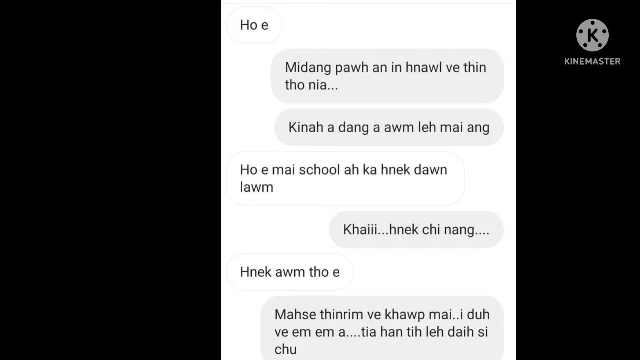 Ho e
K
KINEMASTER
Midang pawh an in hnawl ve thin
tho nia...
Kinah a dang a awm leh mai ang
Ho e mai school ah ka hnek dawn
lawm
Khaiii...hnek chi nang....
Hnek awm tho e
Mahse thinrim ve khawp mai..i duh
ve em em a....tia han tih leh daih si
chu